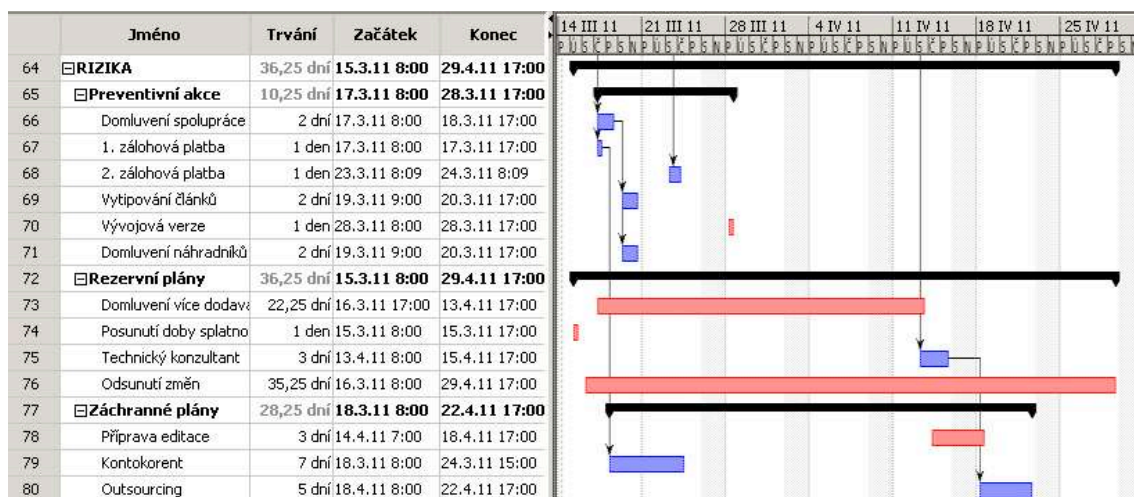 Jméno Trvání Začátek Konec 14 III 11 21 III 11 28 III 11 4 IV 11 11 IV 11 18 IV 11 25 IV 11
P Ú S Č P S N P Ú S Č P S N P Ú S Č P S N P Ú S Č P S N P Ú S Č P S N P Ú S Č P S N P Ú S Č P S
64 RIZIKA 36,25 dní 15.3.11 8:00 29.4.11 17:00
65 Preventivní akce 10,25 dní 17.3.11 8:00 28.3.11 17:00
66 Domluvení spolupráce 2 dní 17.3.11 8:00 18.3.11 17:00
67 1. zálohová platba 1 den 17.3.11 8:00 17.3.11 17:00
68 2. zálohová platba 1 den 23.3.11 8:09 24.3.11 8:09
69 Vytipování článků 2 dní 19.3.11 9:00 20.3.11 17:00
70 Vývojová verze 1 den 28.3.11 8:00 28.3.11 17:00
71 Domluvení náhradníků 2 dní 19.3.11 9:00 20.3.11 17:00
72 Rezervní plány 36,25 dní 15.3.11 8:00 29.4.11 17:00
73 Domluvení více dodava 22,25 dní 16.3.11 17:00 13.4.11 17:00
74 Posunutí doby splatno 1 den 15.3.11 8:00 15.3.11 17:00
75 Technický konzultant 3 dní 13.4.11 8:00 15.4.11 17:00
76 Odsunutí změn 35,25 dní 16.3.11 8:00 29.4.11 17:00
77 Záchranné plány 28,25 dní 18.3.11 8:00 22.4.11 17:00
78 Příprava editace 3 dní 14.4.11 7:00 18.4.11 17:00
79 Kontokorent 7 dní 18.3.11 8:00 24.3.11 15:00
80 Outsourcing 5 dní 18.4.11 8:00 22.4.11 17:00